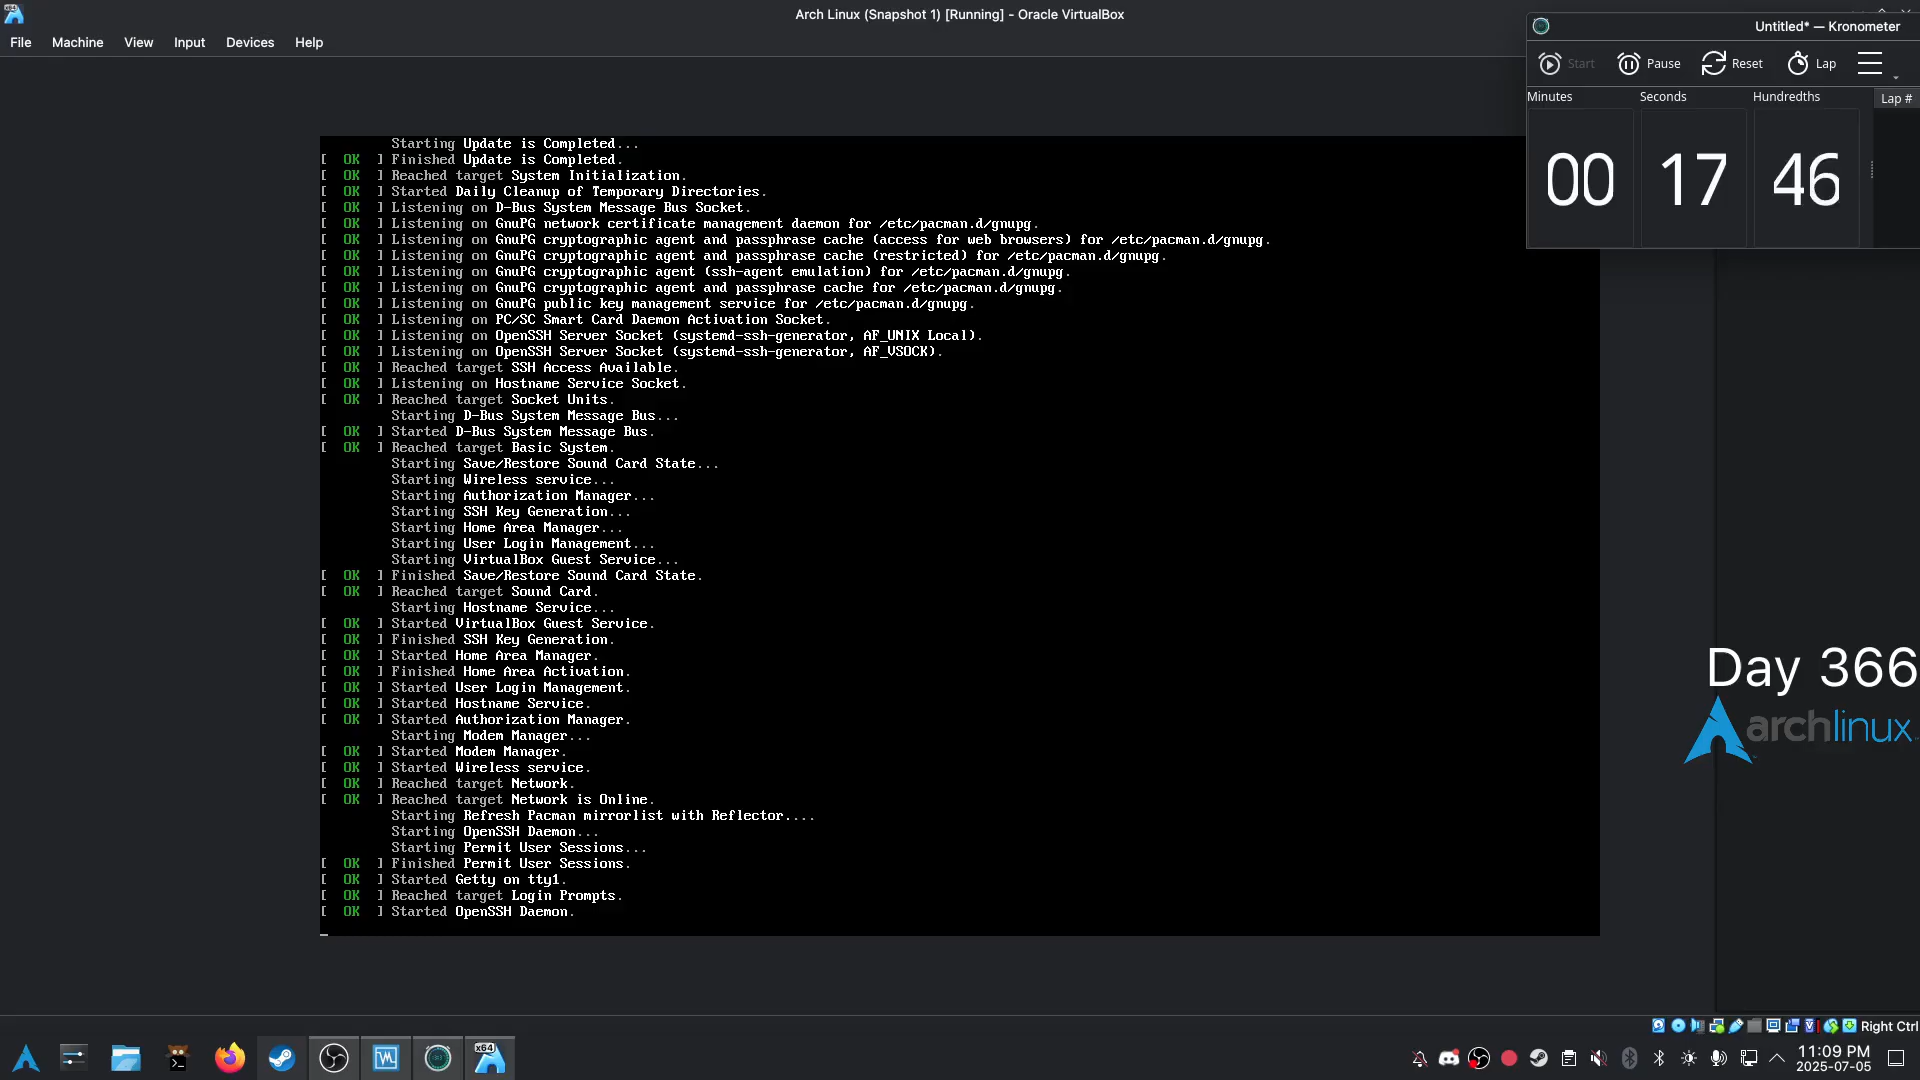 Arch Linux (Snapshot 1) [Running] - Oracle VirtualBox
File Machine View Input Devices Help
Untitled* — Kronometer
Start Pause Reset Lap
Minutes Seconds Hundredths Lap #
00 17 46
Starting Update is Completed...
[ OK ] Finished Update is Completed.
[ OK ] Reached target System Initialization.
[ OK ] Started Daily Cleanup of Temporary Directories.
[ OK ] Listening on D-Bus System Message Bus Socket.
[ OK ] Listening on GnuPG network certificate management daemon for /etc/pacman.d/gnupg.
[ OK ] Listening on GnuPG cryptographic agent and passphrase cache (access for web browsers) for /etc/pacman.d/gnupg.
[ OK ] Listening on GnuPG cryptographic agent and passphrase cache (restricted) for /etc/pacman.d/gnupg.
[ OK ] Listening on GnuPG cryptographic agent (ssh-agent emulation) for /etc/pacman.d/gnupg.
[ OK ] Listening on GnuPG cryptographic agent and passphrase cache for /etc/pacman.d/gnupg.
[ OK ] Listening on GnuPG public key management service for /etc/pacman.d/gnupg.
[ OK ] Listening on PC/SC Smart Card Daemon Activation Socket.
[ OK ] Listening on OpenSSH Server Socket (systemd-ssh-generator, AF_UNIX Local).
[ OK ] Listening on OpenSSH Server Socket (systemd-ssh-generator, AF_VSOCK).
[ OK ] Reached target SSH Access Available.
[ OK ] Listening on Hostname Service Socket.
[ OK ] Reached target Socket Units.
Starting D-Bus System Message Bus...
[ OK ] Started D-Bus System Message Bus.
[ OK ] Reached target Basic System.
Starting Save/Restore Sound Card State...
Starting Wireless service...
Starting Authorization Manager...
Starting SSH Key Generation...
Starting Home Area Manager...
Starting User Login Management...
Starting VirtualBox Guest Service...
[ OK ] Finished Save/Restore Sound Card State.
[ OK ] Reached target Sound Card.
Starting Hostname Service...
[ OK ] Started VirtualBox Guest Service.
[ OK ] Finished SSH Key Generation.
[ OK ] Started Home Area Manager.
[ OK ] Finished Home Area Activation.
[ OK ] Started User Login Management.
[ OK ] Started Hostname Service.
[ OK ] Started Authorization Manager.
Starting Modem Manager...
[ OK ] Started Modem Manager.
[ OK ] Started Wireless service.
[ OK ] Reached target Network.
[ OK ] Reached target Network is Online.
Starting Refresh Pacman mirrorlist with Reflector....
Starting OpenSSH Daemon...
Starting Permit User Sessions...
[ OK ] Finished Permit User Sessions.
[ OK ] Started Getty on tty1.
[ OK ] Reached target Login Prompts.
[ OK ] Started OpenSSH Daemon.
Day 366
archlinux
Right Ctrl
x64
11:09 PM
2025-07-05